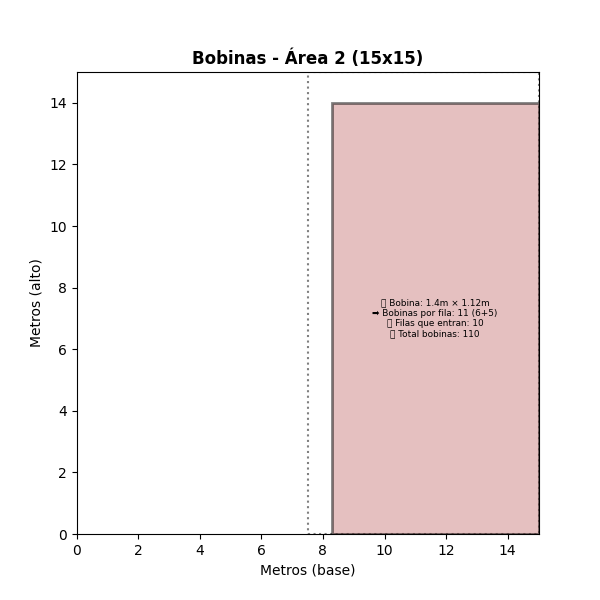 Bobinas - Área 2 (15x15)
14
12
10
8
6
4
2
0
Metros (alto)
Bobina: 1.4m × 1.12m
➡ Bobinas por fila: 11 (6+5)
Filas que entran: 10
Total bobinas: 110
0 2 4 6 8 10 12 14
Metros (base)